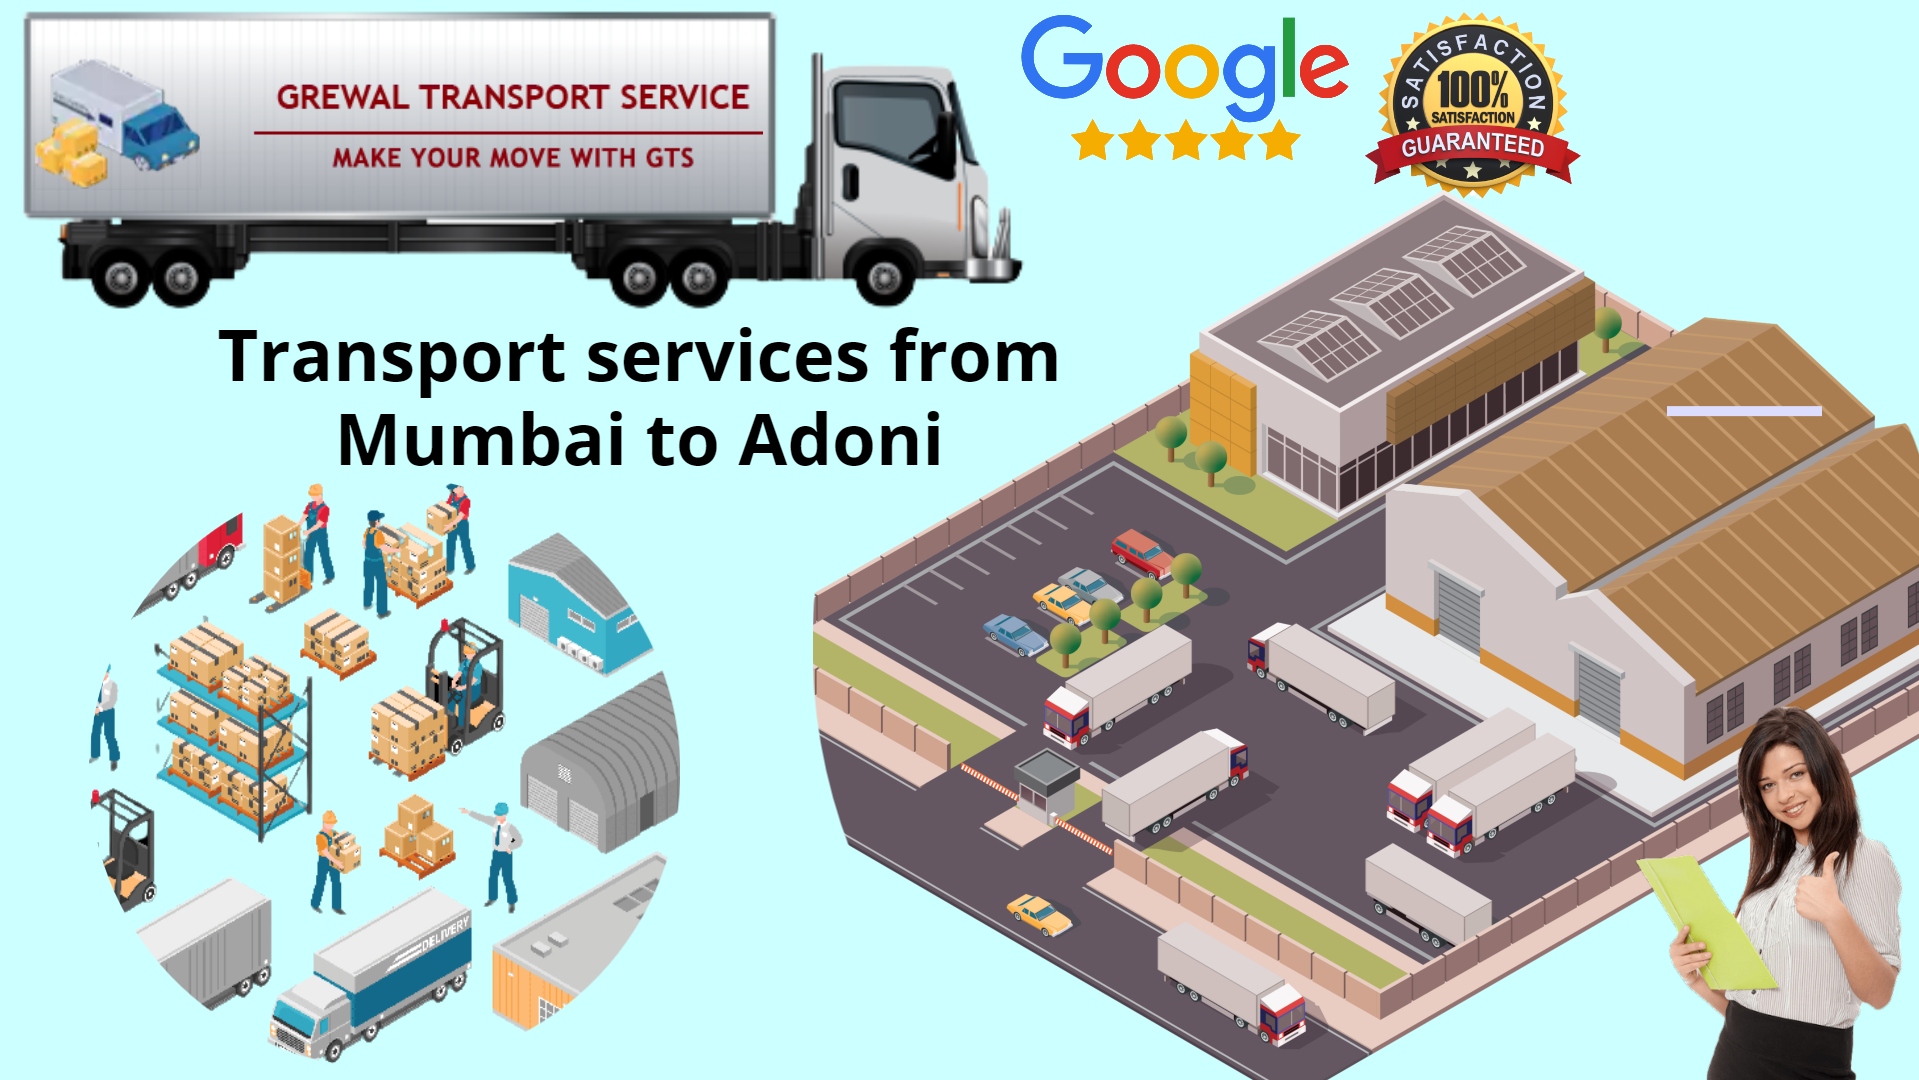 GREWAL TRANSPORT SERVICE
MAKE YOUR MOVE WITH GTS
Google
SATISFACTION
100%
SATISFACTION
GUARANTEED
Transport services from
Mumbai to Adoni
DELIVERY